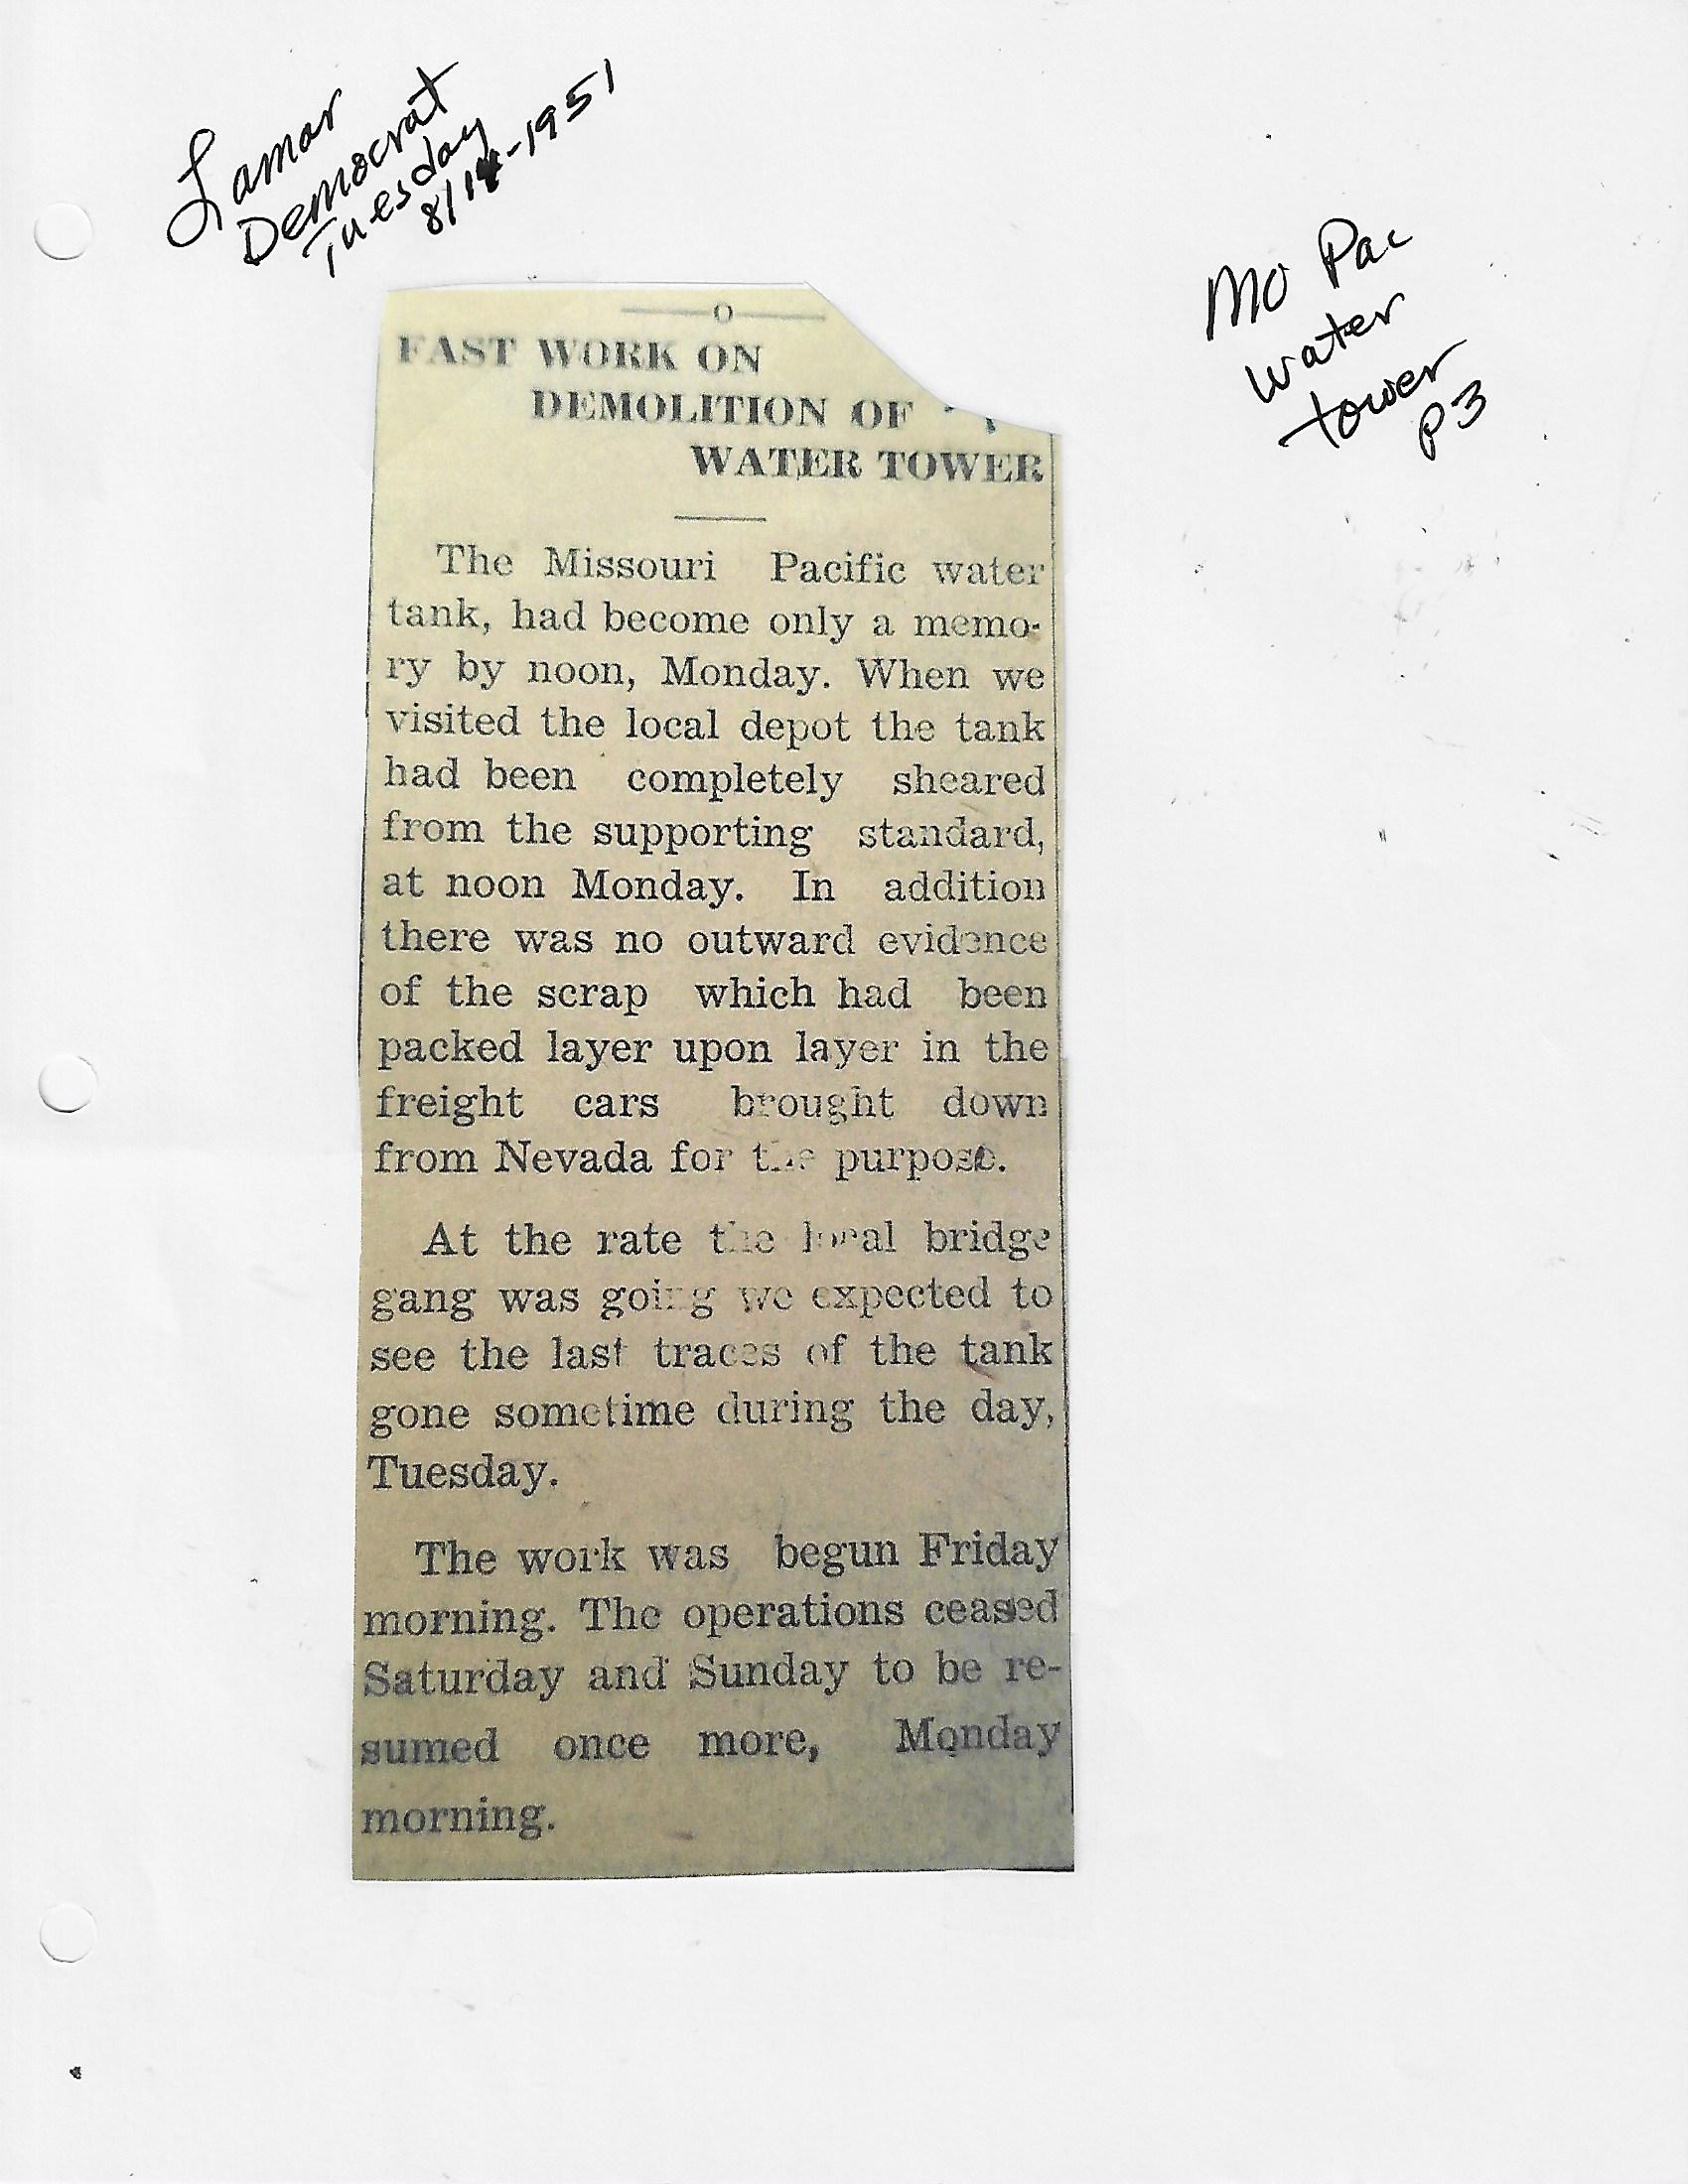 Lamar
Democrat
Tuesday
8/14-1951
Mo Pac
water
tower
P3
—o—
FAST WORK ON
DEMOLITION OF
WATER TOWER
The Missouri Pacific water
tank, had become only a memo-
ry by noon, Monday. When we
visited the local depot the tank
had been completely sheared
from the supporting standard,
at noon Monday. In addition
there was no outward evidence
of the scrap which had been
packed layer upon layer in the
freight cars brought down
from Nevada for the purpose.
At the rate the local bridge
gang was going we expected to
see the last traces of the tank
gone sometime during the day,
Tuesday.
The work was begun Friday
morning. The operations ceased
Saturday and Sunday to be re-
sumed once more, Monday
morning.